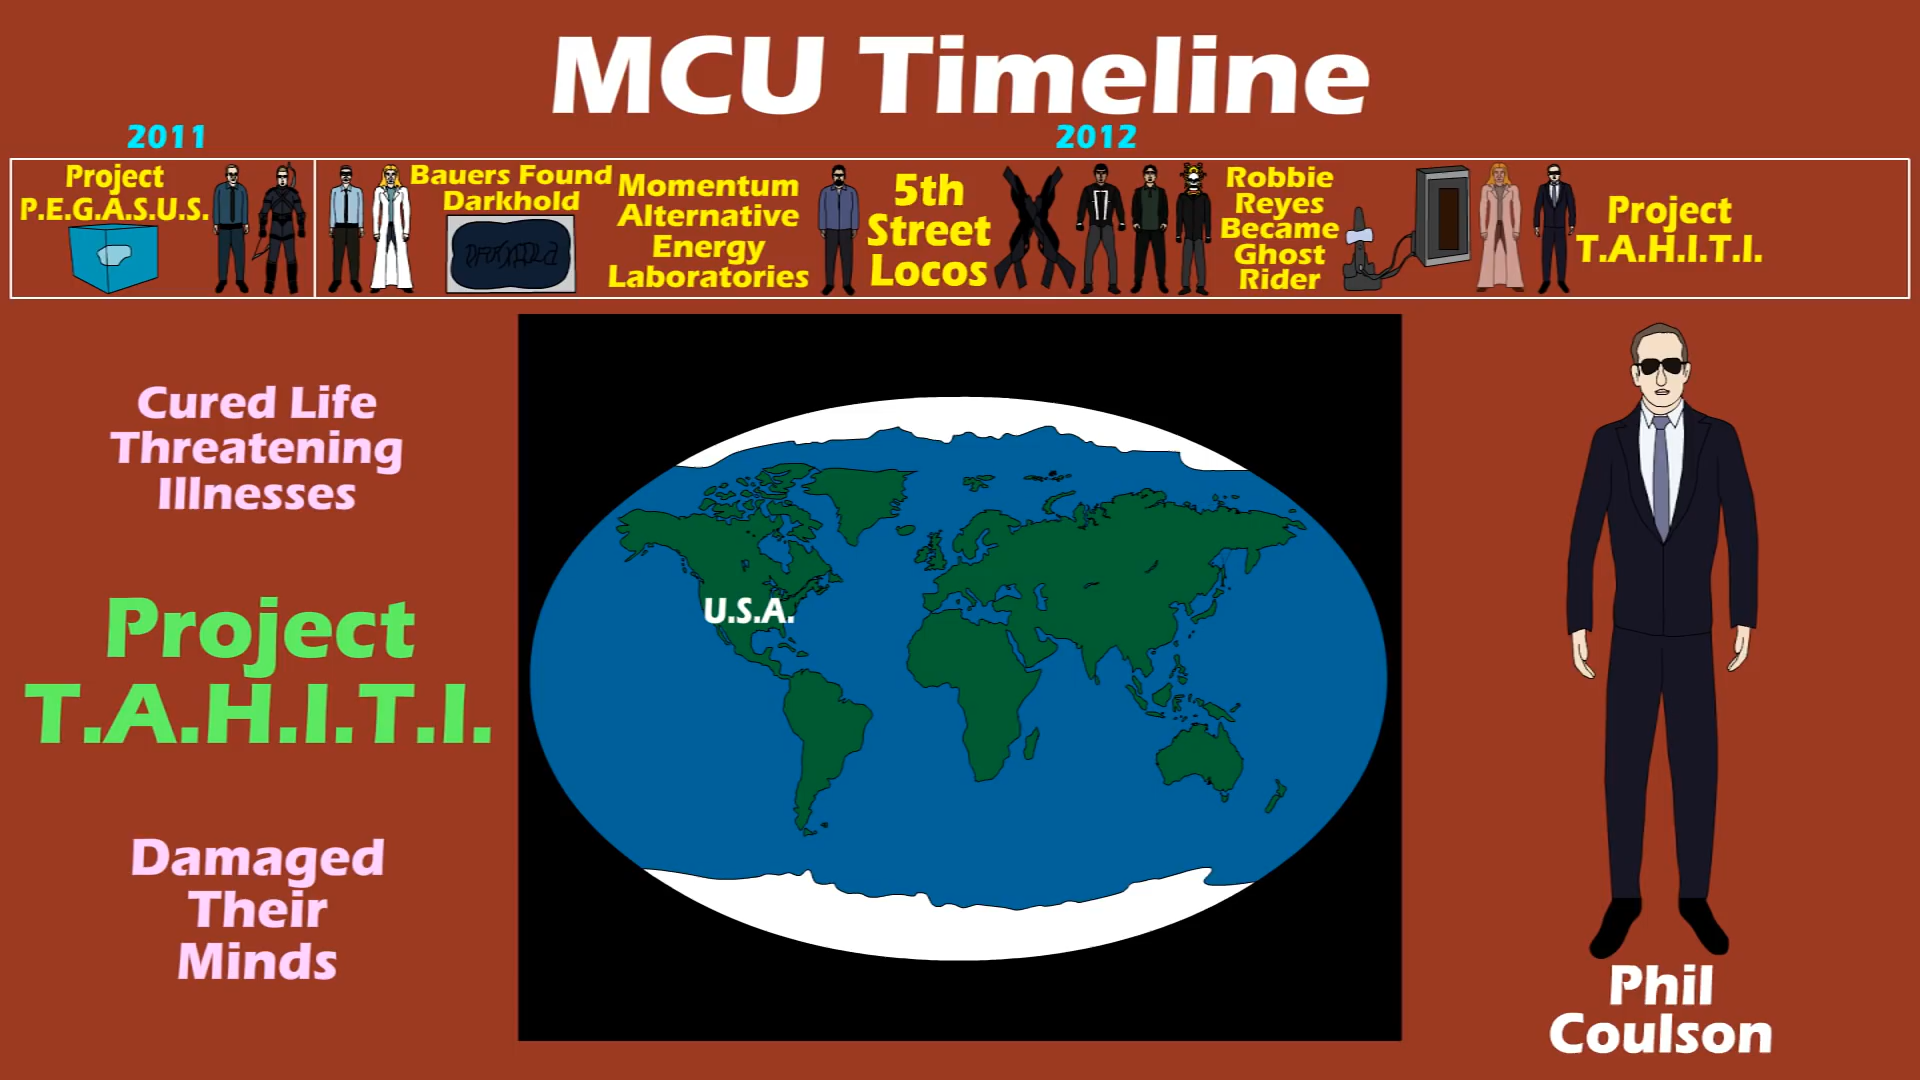 MCU Timeline
2011
2012
Project
P.E.G.A.S.U.S.
Bauers Found
Darkhold
Momentum
Alternative
Energy
Laboratories
5th
Street
Locos
Robbie
Reyes
Became
Ghost
Rider
Project
T.A.H.I.T.I.
Cured Life
Threatening
Illnesses
Project
T.A.H.I.T.I.
Damaged
Their
Minds
U.S.A.
Phil
Coulson